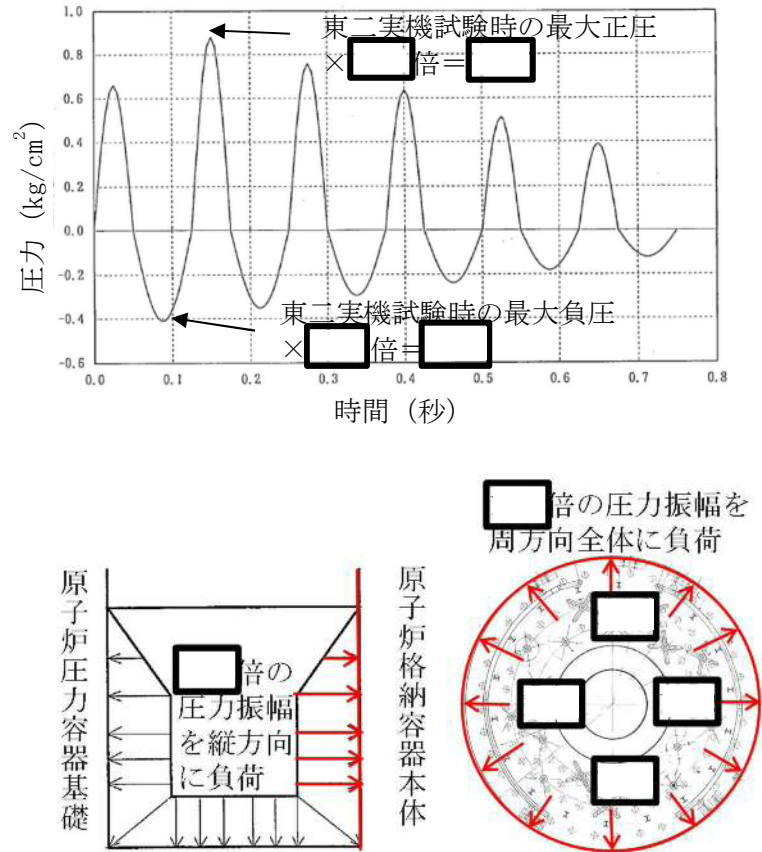 東二実機試験時の最大正圧
× 倍=
圧力 (kg/cm²)
1.0
0.8
0.6
0.4
0.2
0.0
-0.2
-0.4
-0.6
東二実機試験時の最大負圧
× 倍=
0.0 0.1 0.2 0.3 0.4 0.5 0.6 0.7 0.8
時間 (秒)
倍の圧力振幅を
周方向全体に負荷
原子炉圧力容器基礎
倍の
圧力振幅
を縦方向
に負荷
原子炉格納容器本体